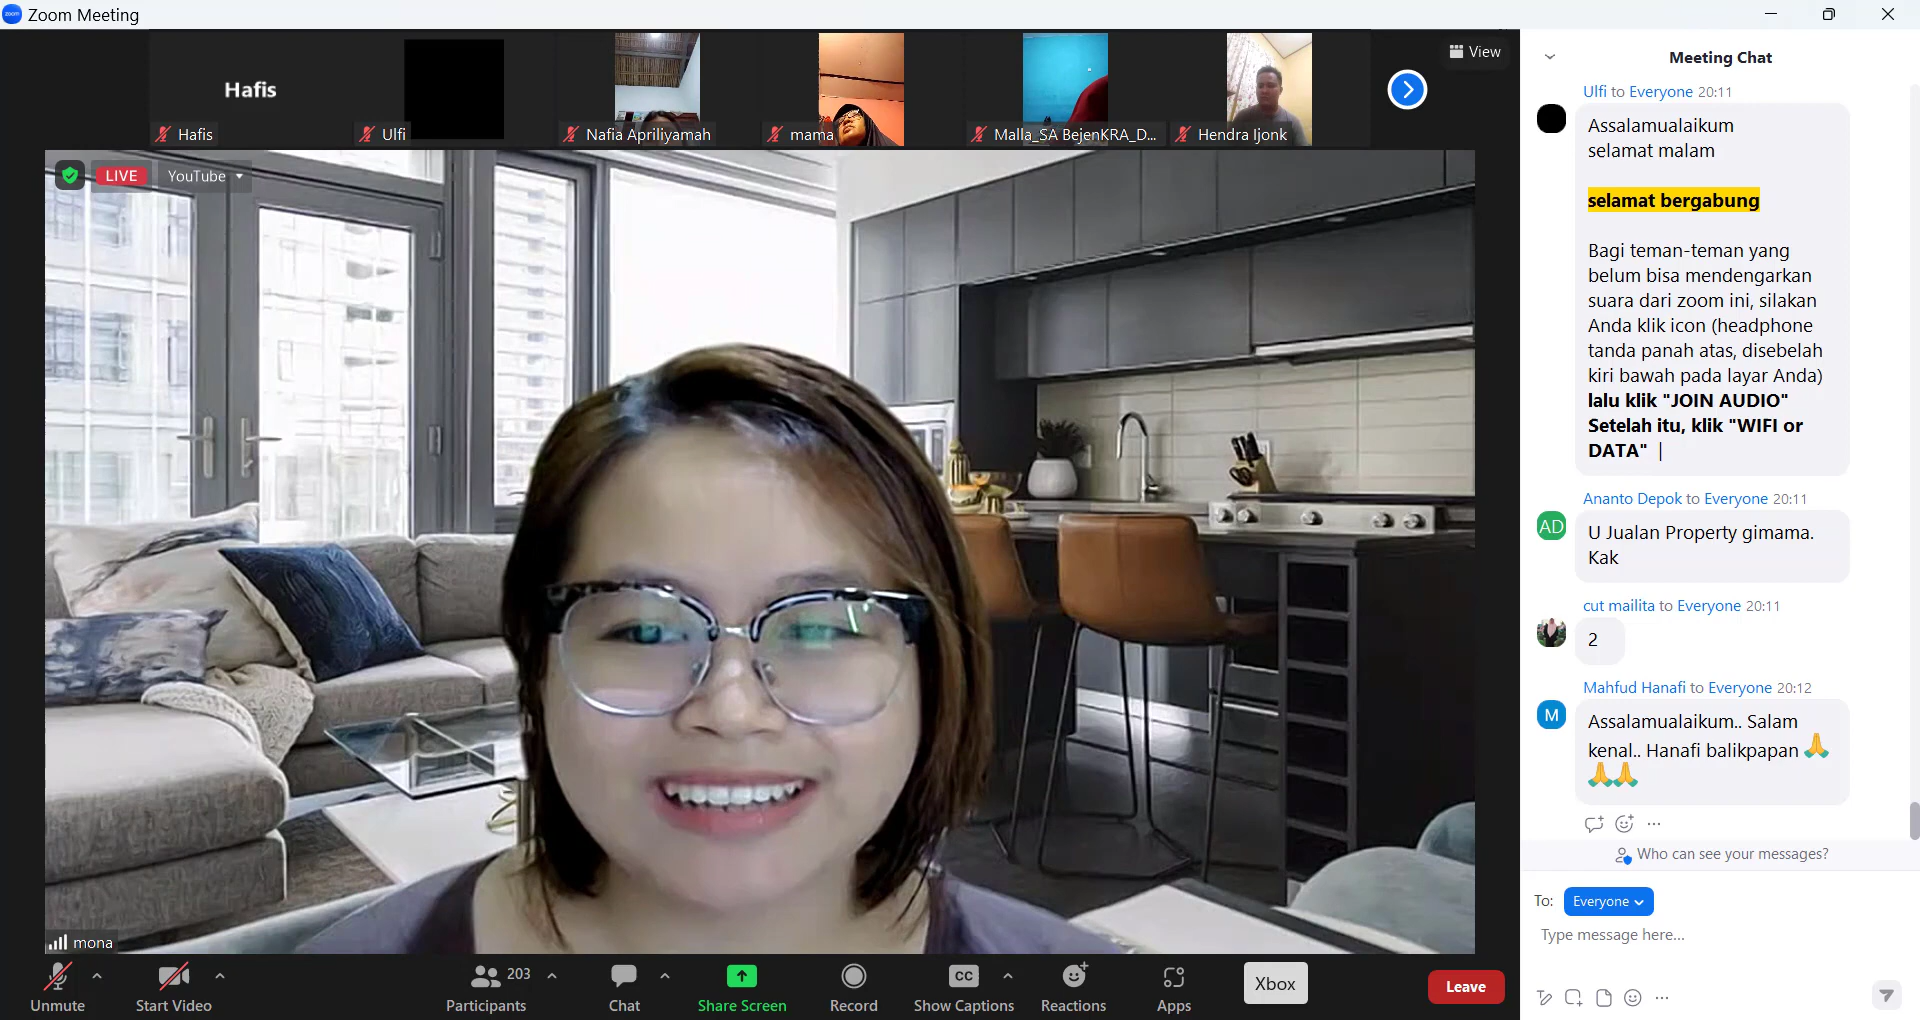 zoom
Zoom Meeting
Hafis
Hafis
Ulfi
Nafia Apriliyamah
mama
Malla_SA BejenKRA_D...
Hendra Ijonk
View
LIVE
YouTube
mona
Meeting Chat
Ulfi to Everyone 20:11
Assalamualaikum
selamat malam
selamat bergabung
Bagi teman-teman yang
belum bisa mendengarkan
suara dari zoom ini, silakan
Anda klik icon (headphone
tanda panah atas, disebelah
kiri bawah pada layar Anda)
lalu klik "JOIN AUDIO"
Setelah itu, klik "WIFI or
DATA" |
Ananto Depok to Everyone 20:11
AD
U Jualan Property gimama.
Kak
cut mailita to Everyone 20:11
2
Mahfud Hanafi to Everyone 20:12
M
Assalamualaikum.. Salam
kenal.. Hanafi balikpapan 🙏
🙏🙏
Who can see your messages?
To: Everyone
Type message here...
Unmute
Start Video
203
Participants
Chat
Share Screen
Record
CC
Show Captions
Reactions
Apps
Xbox
Leave